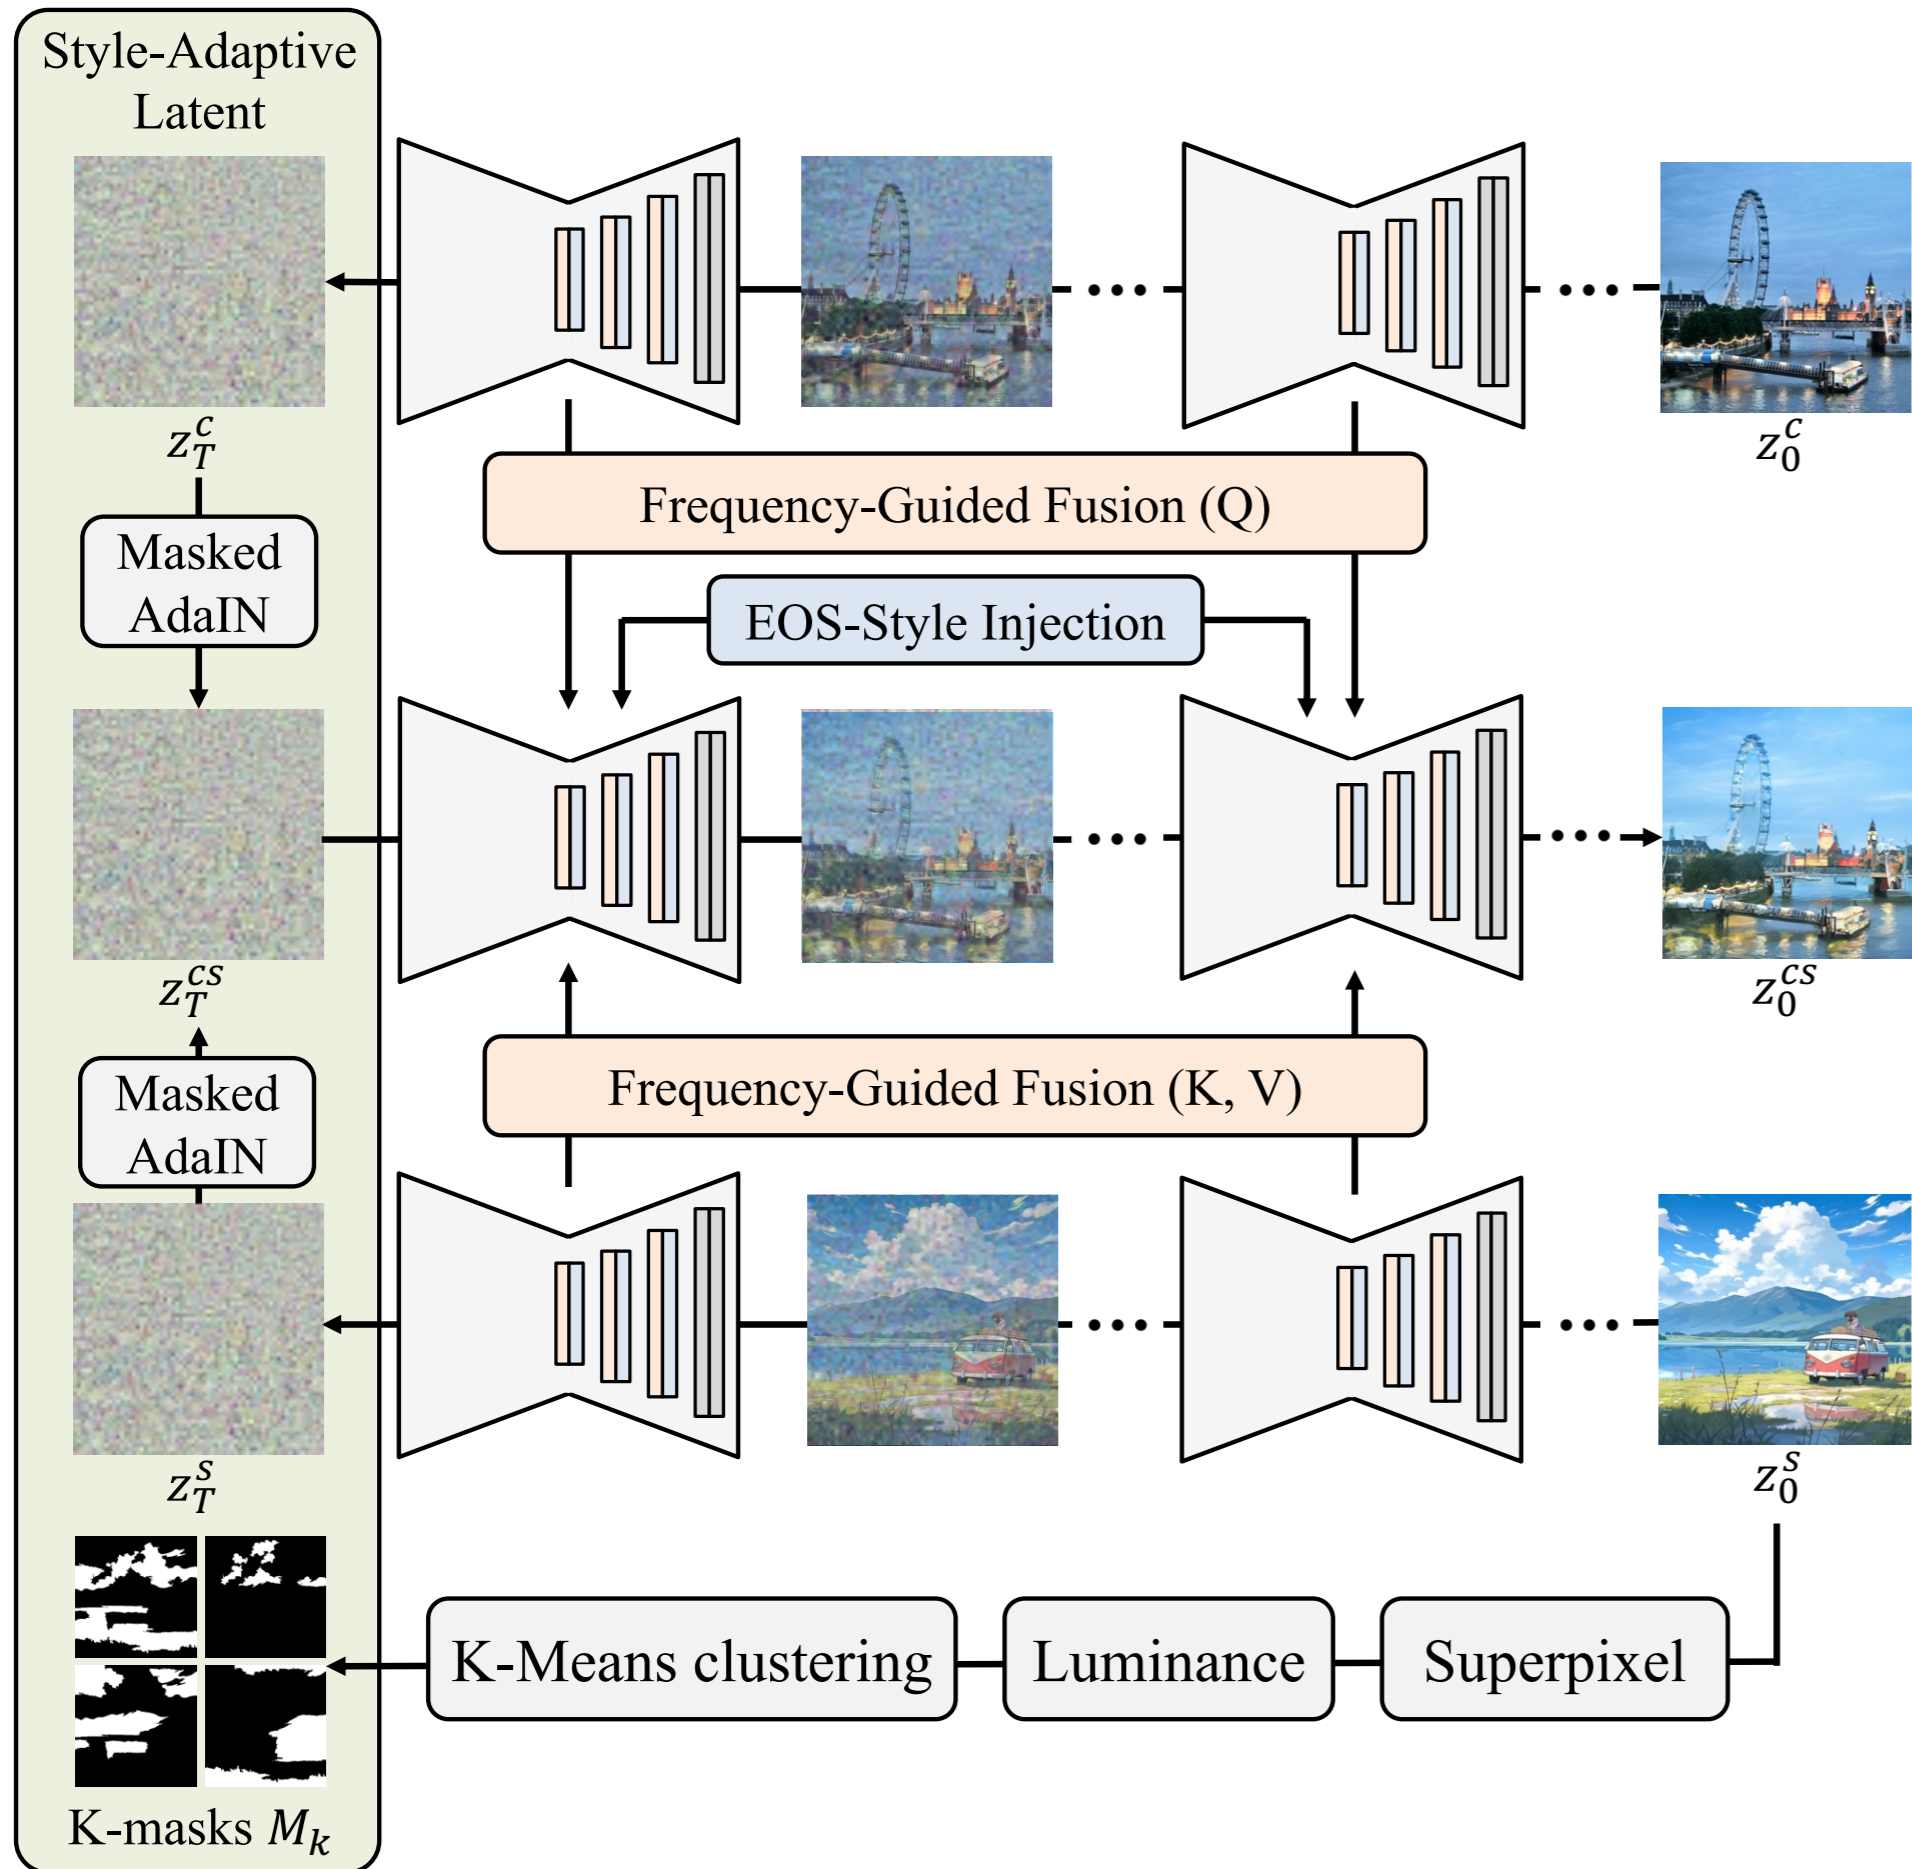 Style-Adaptive
Latent
z_T^c
z_0^c
Frequency-Guided Fusion (Q)
Masked
AdaIN
EOS-Style Injection
z_T^{cs}
z_0^{cs}
Masked
AdaIN
Frequency-Guided Fusion (K, V)
z_T^s
z_0^s
K-Means clustering
Luminance
Superpixel
K-masks M_k